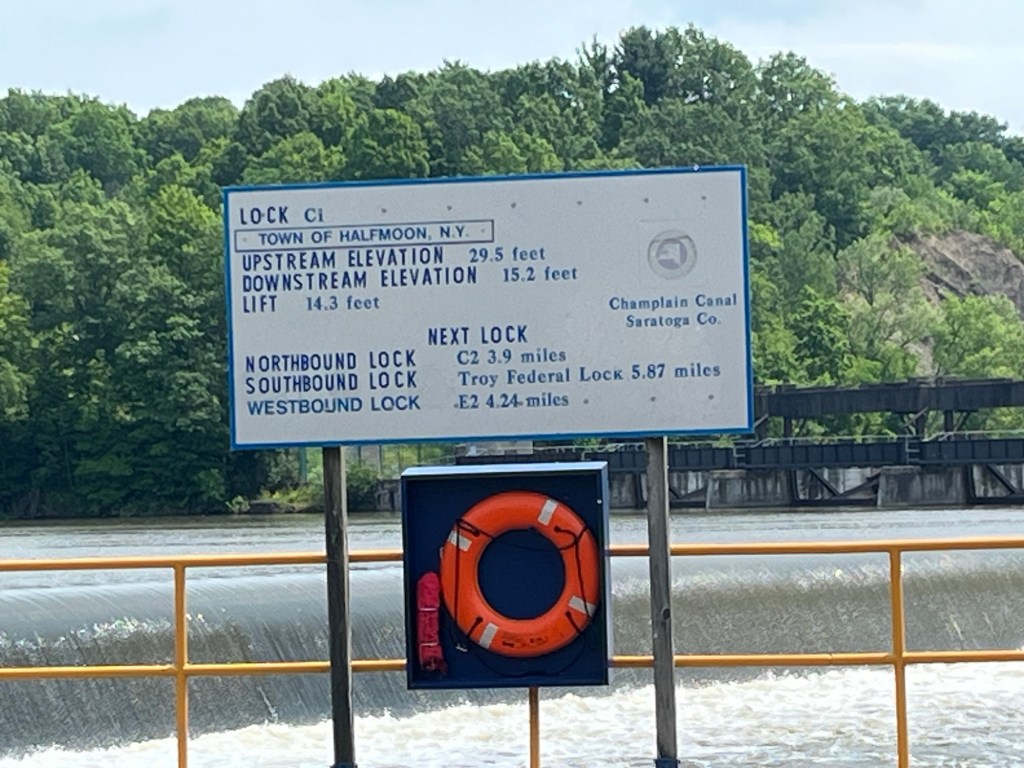 LOCK C1
TOWN OF HALFMOON, N.Y.
UPSTREAM ELEVATION 29.5 feet
DOWNSTREAM ELEVATION 15.2 feet
LIFT 14.3 feet
Champlain Canal
Saratoga Co.
NEXT LOCK
NORTHBOUND LOCK C2 3.9 miles
SOUTHBOUND LOCK Troy Federal Lock 5.87 miles
WESTBOUND LOCK E2 4.24 miles